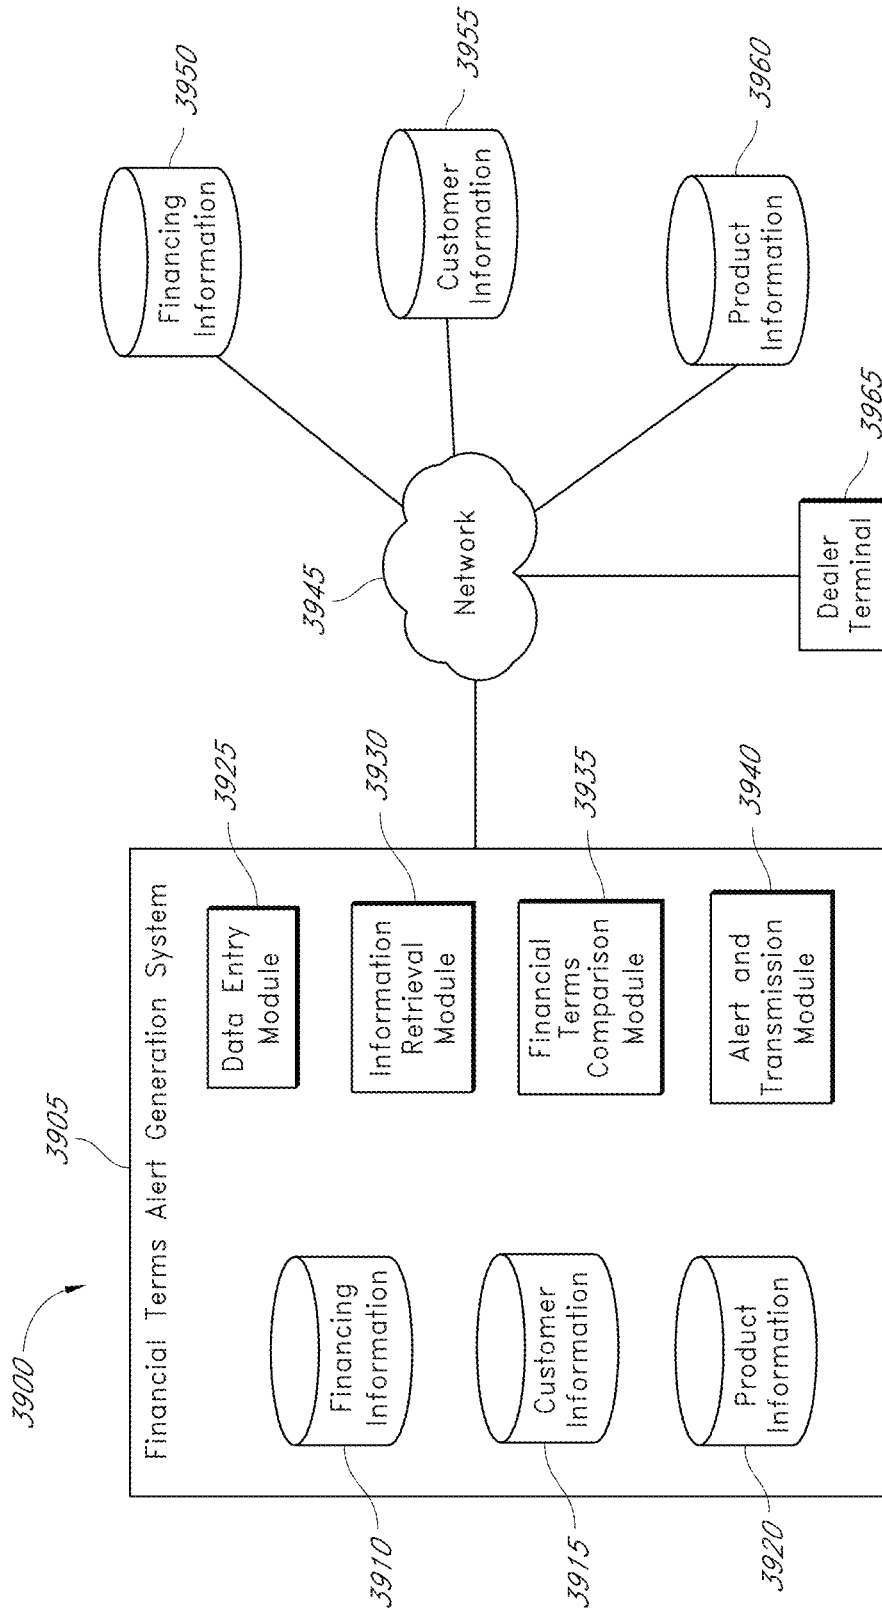 3900
3905
Financial Terms Alert Generation System
3910
Financing
Information
3915
Customer
Information
3920
Product
Information
3925
Data Entry
Module
3930
Information
Retrieval
Module
3935
Financial
Terms
Comparison
Module
3940
Alert and
Transmission
Module
3945
Network
3950
Financing
Information
3955
Customer
Information
3960
Product
Information
3965
Dealer
Terminal